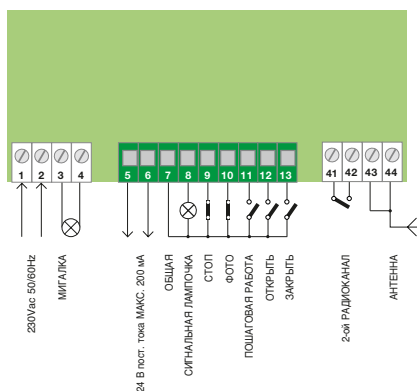 1 2 3 4
5 6 7 8 9 10 11 12 13
41 42 43 44
230Vac 50/60Hz
МИГАЛКА
24 В пост. тока МАКС. 200 мА
ОБЩАЯ
СИГНАЛЬНАЯ ЛАМПОЧКА
СТОП
ФОТО
ПОШАГОВАЯ РАБОТА
ОТКРЫТЬ
ЗАКРЫТЬ
2-ой РАДИОКАНАЛ
АНТЕННА